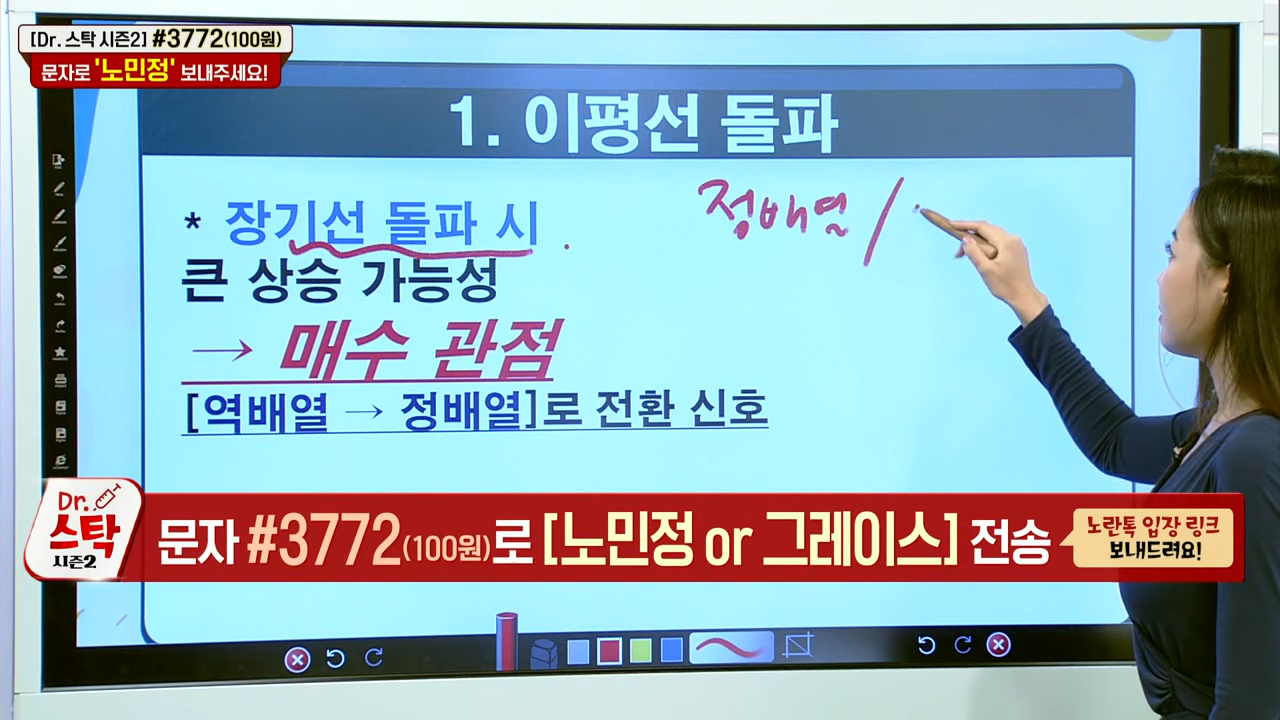 [Dr. 스탁 시즌2] #3772(100원)
문자로 '노민정' 보내주세요!
1. 이평선 돌파
* 장기선 돌파 시
큰 상승 가능성
→ 매수 관점
[역배열 → 정배열]로 전환 신호
정배열 /
Dr.
스탁
시즌2
문자 #3772(100원)로 [노민정 or 그레이스] 전송
노란톡 입장 링크
보내드려요!